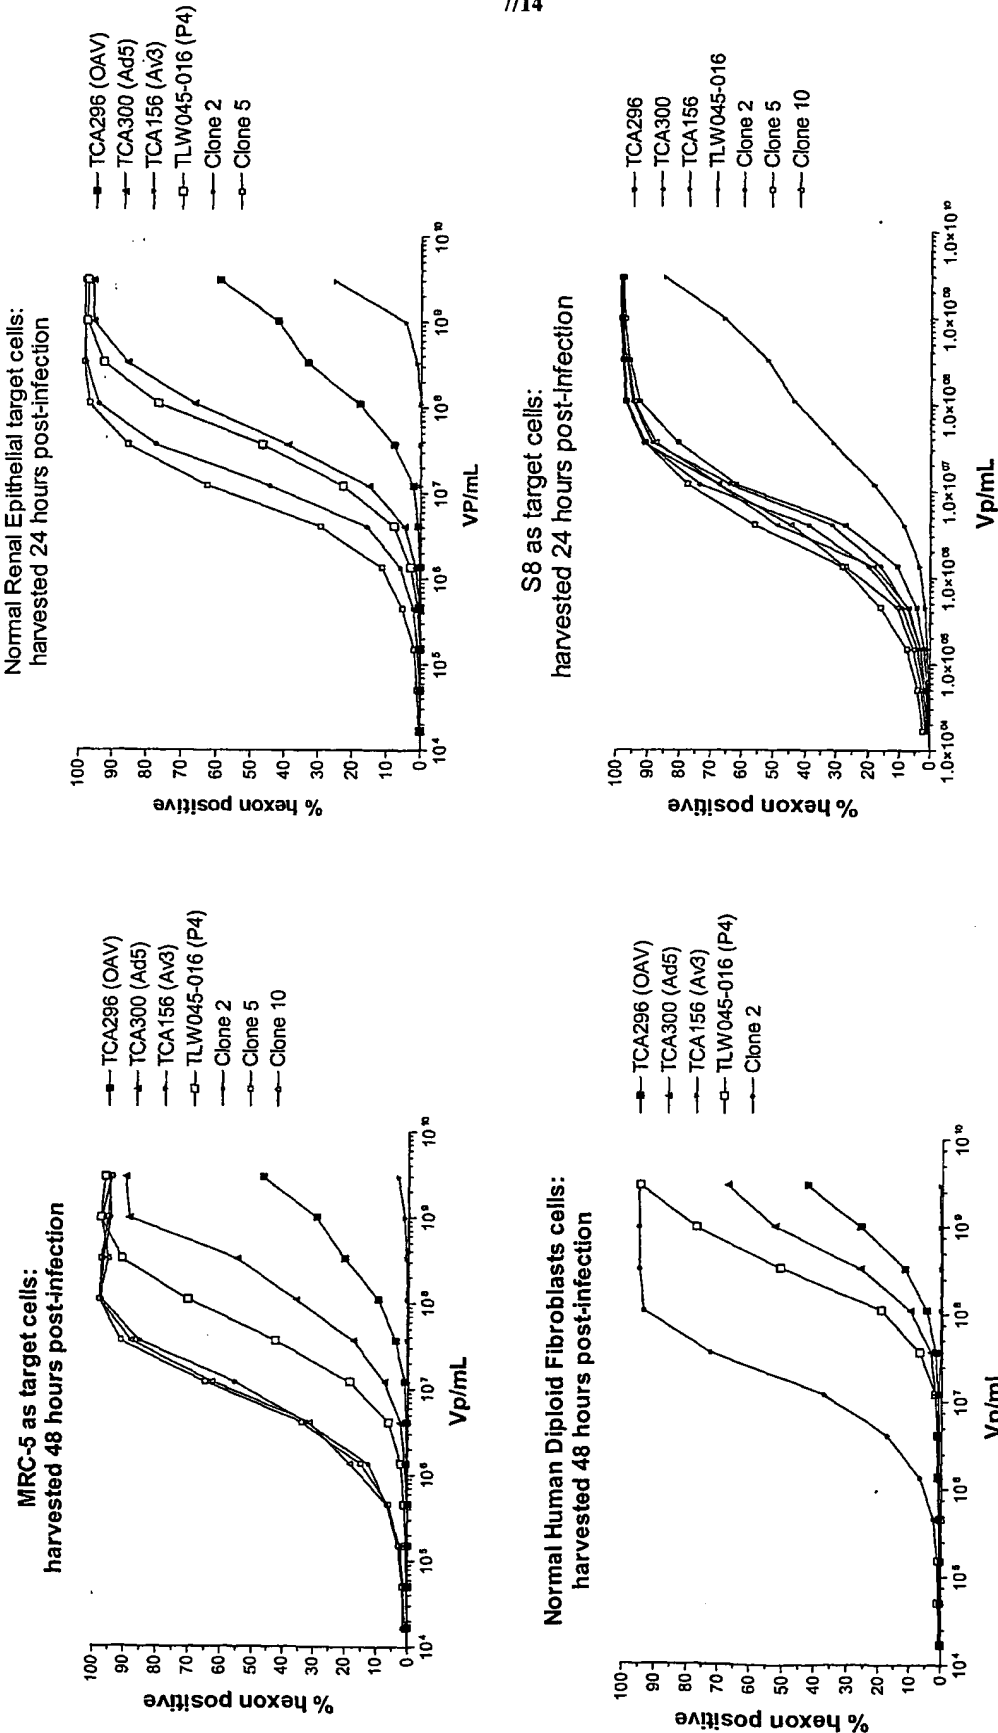 7/14
MRC-5 as target cells:
harvested 48 hours post-infection
% hexon positive
100
90
80
70
60
50
40
30
20
10
0
10⁴
10⁵
10⁶
10⁷
10⁸
10⁹
10¹⁰
Vp/mL
TCA296 (OAV)
TCA300 (Ad5)
TCA156 (Av3)
TLW045-016 (P4)
Clone 2
Clone 5
Clone 10
Normal Renal Epithelial target cells:
harvested 24 hours post-infection
% hexon positive
100
90
80
70
60
50
40
30
20
10
0
10⁴
10⁵
10⁶
10⁷
10⁸
10⁹
10¹⁰
VP/mL
TCA296 (OAV)
TCA300 (Ad5)
TCA156 (Av3)
TLW045-016 (P4)
Clone 2
Clone 5
Normal Human Diploid Fibroblasts cells:
harvested 48 hours post-infection
% hexon positive
100
90
80
70
60
50
40
30
20
10
0
10⁴
10⁵
10⁶
10⁷
10⁸
10⁹
10¹⁰
Vp/mL
TCA296 (OAV)
TCA300 (Ad5)
TCA156 (Av3)
TLW045-016 (P4)
Clone 2
S8 as target cells:
harvested 24 hours post-infection
% hexon positive
100
90
80
70
60
50
40
30
20
10
0
1.0×10⁰⁴
1.0×10⁰⁵
1.0×10⁰⁶
1.0×10⁰⁷
1.0×10⁰⁸
1.0×10⁰⁹
1.0×10¹⁰
Vp/mL
TCA296
TCA300
TCA156
TLW045-016
Clone 2
Clone 5
Clone 10